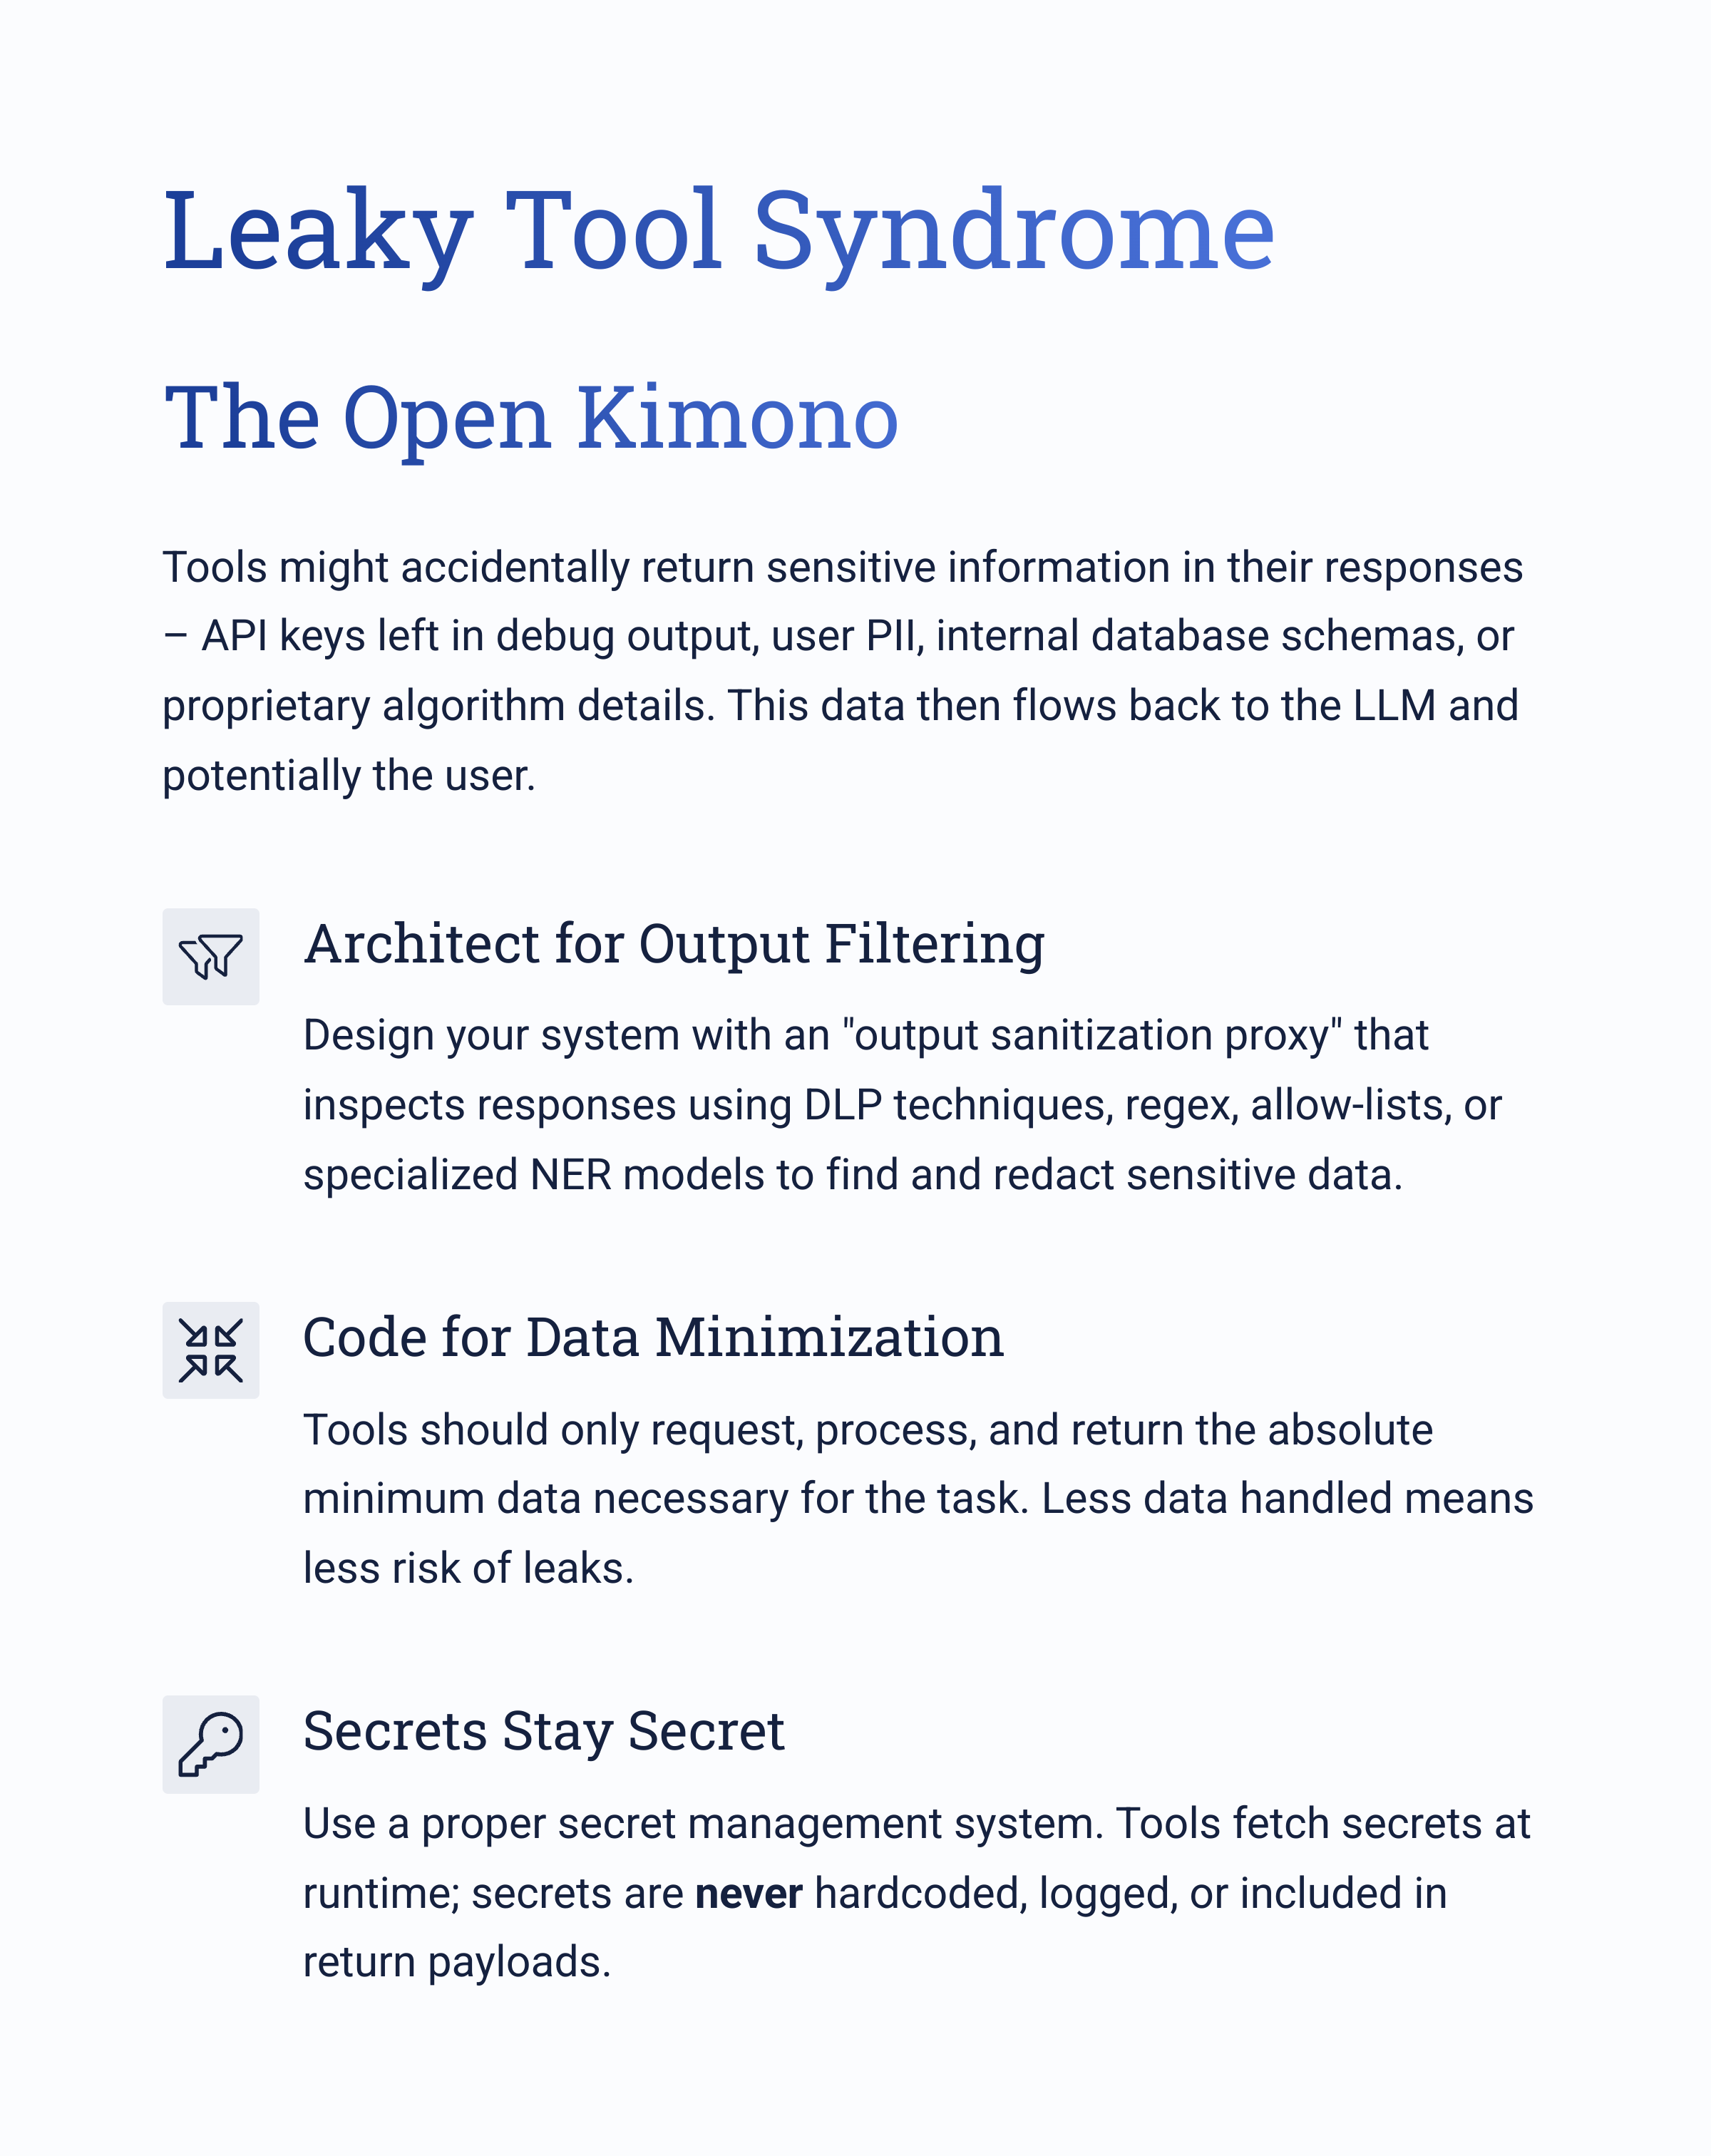 Leaky Tool Syndrome
The Open Kimono
Tools might accidentally return sensitive information in their responses
– API keys left in debug output, user PII, internal database schemas, or
proprietary algorithm details. This data then flows back to the LLM and
potentially the user.
Architect for Output Filtering
Design your system with an "output sanitization proxy" that
inspects responses using DLP techniques, regex, allow-lists, or
specialized NER models to find and redact sensitive data.
Code for Data Minimization
Tools should only request, process, and return the absolute
minimum data necessary for the task. Less data handled means
less risk of leaks.
Secrets Stay Secret
Use a proper secret management system. Tools fetch secrets at
runtime; secrets are never hardcoded, logged, or included in
return payloads.